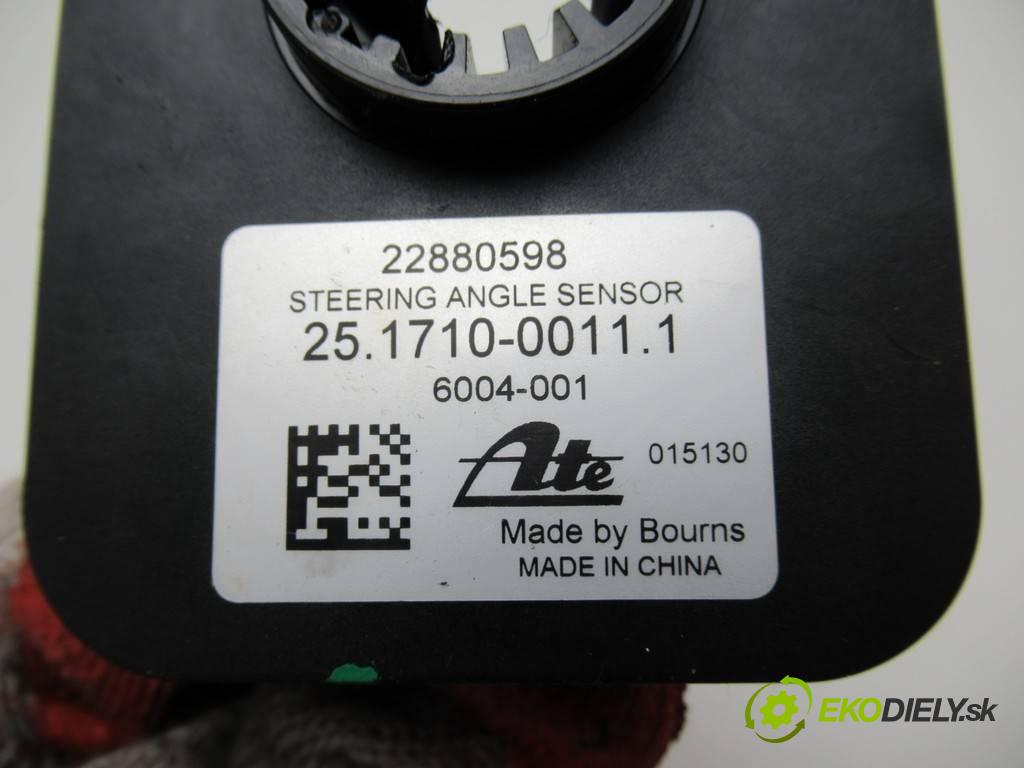 22880598
STEERING ANGLE SENSOR
25.1710-0011.1
6004-001
Ate 015130
Made by Bourns
MADE IN CHINA
EKODIELY.sk